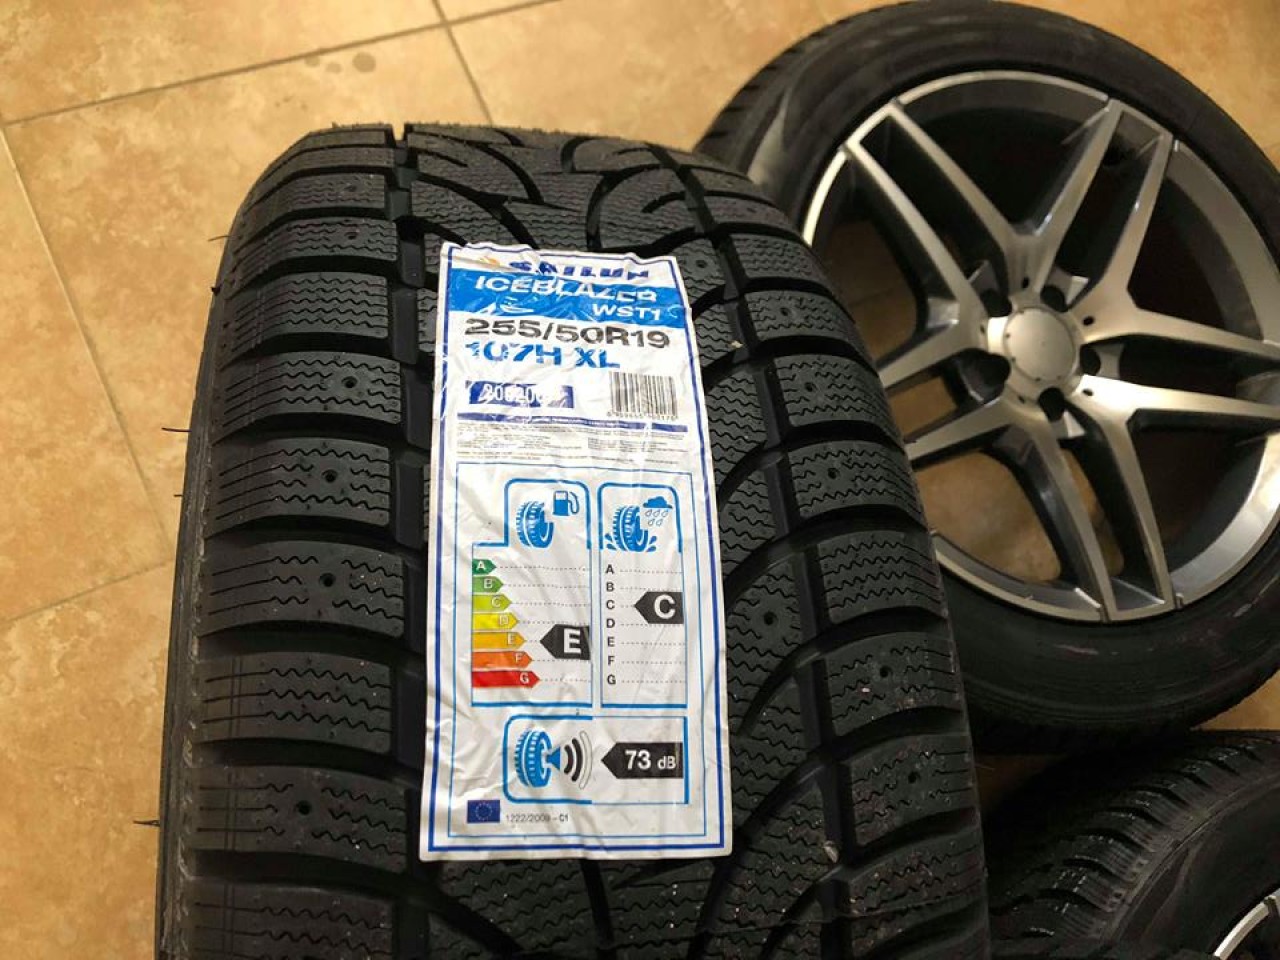 SAILUN
ICEBLAZER
WST1
255/50R19
107H XL
A
B
C
D
E
F
G
E
A
B
C
D
E
F
G
C
73 dB
1222/2009 - C1